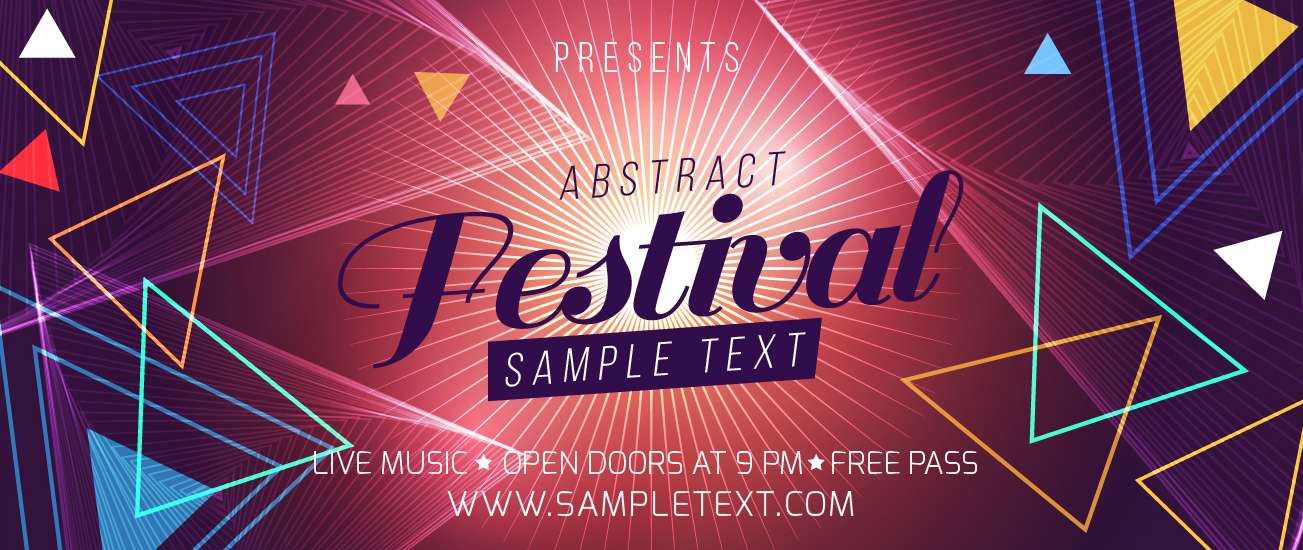 PRESENTS
ABSTRACT
Festival
SAMPLE TEXT
LIVE MUSIC ★ OPEN DOORS AT 9 PM ★ FREE PASS
WWW.SAMPLETEXT.COM